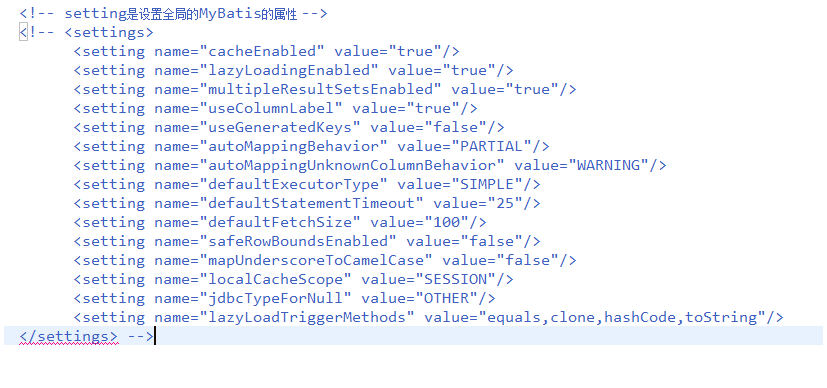 <!-- setting是设置全局的MyBatis的属性 -->
<!-- <settings>
<setting name="cacheEnabled" value="true"/>
<setting name="lazyLoadingEnabled" value="true"/>
<setting name="multipleResultSetsEnabled" value="true"/>
<setting name="useColumnLabel" value="true"/>
<setting name="useGeneratedKeys" value="false"/>
<setting name="autoMappingBehavior" value="PARTIAL"/>
<setting name="autoMappingUnknownColumnBehavior" value="WARNING"/>
<setting name="defaultExecutorType" value="SIMPLE"/>
<setting name="defaultStatementTimeout" value="25"/>
<setting name="defaultFetchSize" value="100"/>
<setting name="safeRowBoundsEnabled" value="false"/>
<setting name="mapUnderscoreToCamelCase" value="false"/>
<setting name="localCacheScope" value="SESSION"/>
<setting name="jdbcTypeForNull" value="OTHER"/>
<setting name="lazyLoadTriggerMethods" value="equals,clone,hashCode,toString"/>
</settings> -->